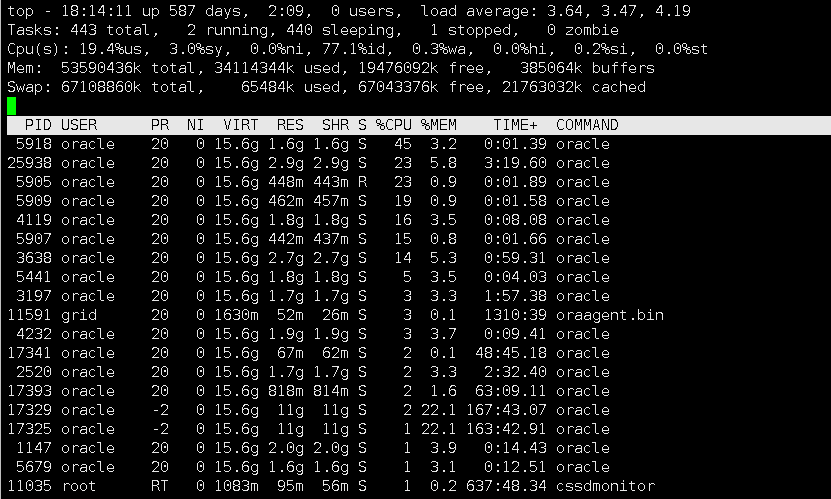 top - 18:14:11 up 587 days,  2:09,  0 users,  load average: 3.64, 3.47, 4.19
Tasks: 443 total,   2 running, 440 sleeping,   1 stopped,   0 zombie
Cpu(s): 19.4%us,  3.0%sy,  0.0%ni, 77.1%id,  0.3%wa,  0.0%hi,  0.2%si,  0.0%st
Mem:  53590436k total, 34114344k used, 19476092k free,   385064k buffers
Swap: 67108860k total,    65484k used, 67043376k free, 21763032k cached
PID USER PR NI VIRT RES SHR S %CPU %MEM TIME+ COMMAND
5918 oracle 20 0 15.6g 1.6g 1.6g S 45 3.2 0:01.39 oracle
25938 oracle 20 0 15.6g 2.9g 2.9g S 23 5.8 3:19.60 oracle
5905 oracle 20 0 15.6g 448m 443m R 23 0.9 0:01.89 oracle
5909 oracle 20 0 15.6g 462m 457m S 19 0.9 0:01.58 oracle
4119 oracle 20 0 15.6g 1.8g 1.8g S 16 3.5 0:08.08 oracle
5907 oracle 20 0 15.6g 442m 437m S 15 0.8 0:01.66 oracle
3638 oracle 20 0 15.6g 2.7g 2.7g S 14 5.3 0:59.31 oracle
5441 oracle 20 0 15.6g 1.8g 1.8g S 5 3.5 0:04.03 oracle
3197 oracle 20 0 15.6g 1.7g 1.7g S 3 3.3 1:57.38 oracle
11591 grid 20 0 1630m 52m 26m S 3 0.1 1310:39 oraagent.bin
4232 oracle 20 0 15.6g 1.9g 1.9g S 3 3.7 0:09.41 oracle
17341 oracle 20 0 15.6g 67m 62m S 2 0.1 48:45.18 oracle
2520 oracle 20 0 15.6g 1.7g 1.7g S 2 3.3 2:32.40 oracle
17393 oracle 20 0 15.6g 818m 814m S 2 1.6 63:09.11 oracle
17329 oracle -2 0 15.6g 11g 11g S 2 22.1 167:43.07 oracle
17325 oracle -2 0 15.6g 11g 11g S 1 22.1 163:42.91 oracle
1147 oracle 20 0 15.6g 2.0g 2.0g S 1 3.9 0:14.43 oracle
5679 oracle 20 0 15.6g 1.6g 1.6g S 1 3.1 0:12.51 oracle
11035 root RT 0 1083m 95m 56m S 1 0.2 637:48.34 cssdmonitor